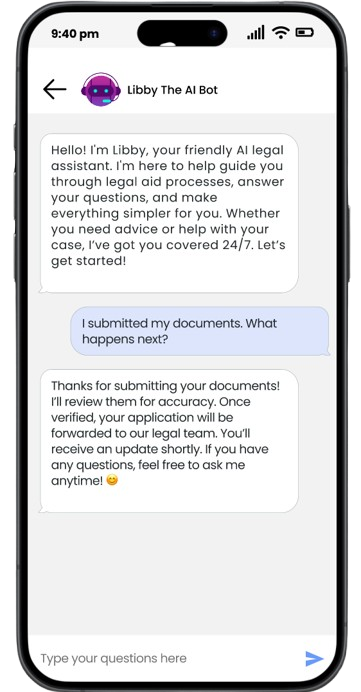 9:40 pm
Libby The AI Bot
Hello! I'm Libby, your friendly AI legal
assistant. I'm here to help guide you
through legal aid processes, answer
your questions, and make
everything simpler for you. Whether
you need advice or help with your
case, I've got you covered 24/7. Let's
get started!
I submitted my documents. What
happens next?
Thanks for submitting your documents!
I'll review them for accuracy. Once
verified, your application will be
forwarded to our legal team. You'll
receive an update shortly. If you have
any questions, feel free to ask me
anytime! 😊
Type your questions here